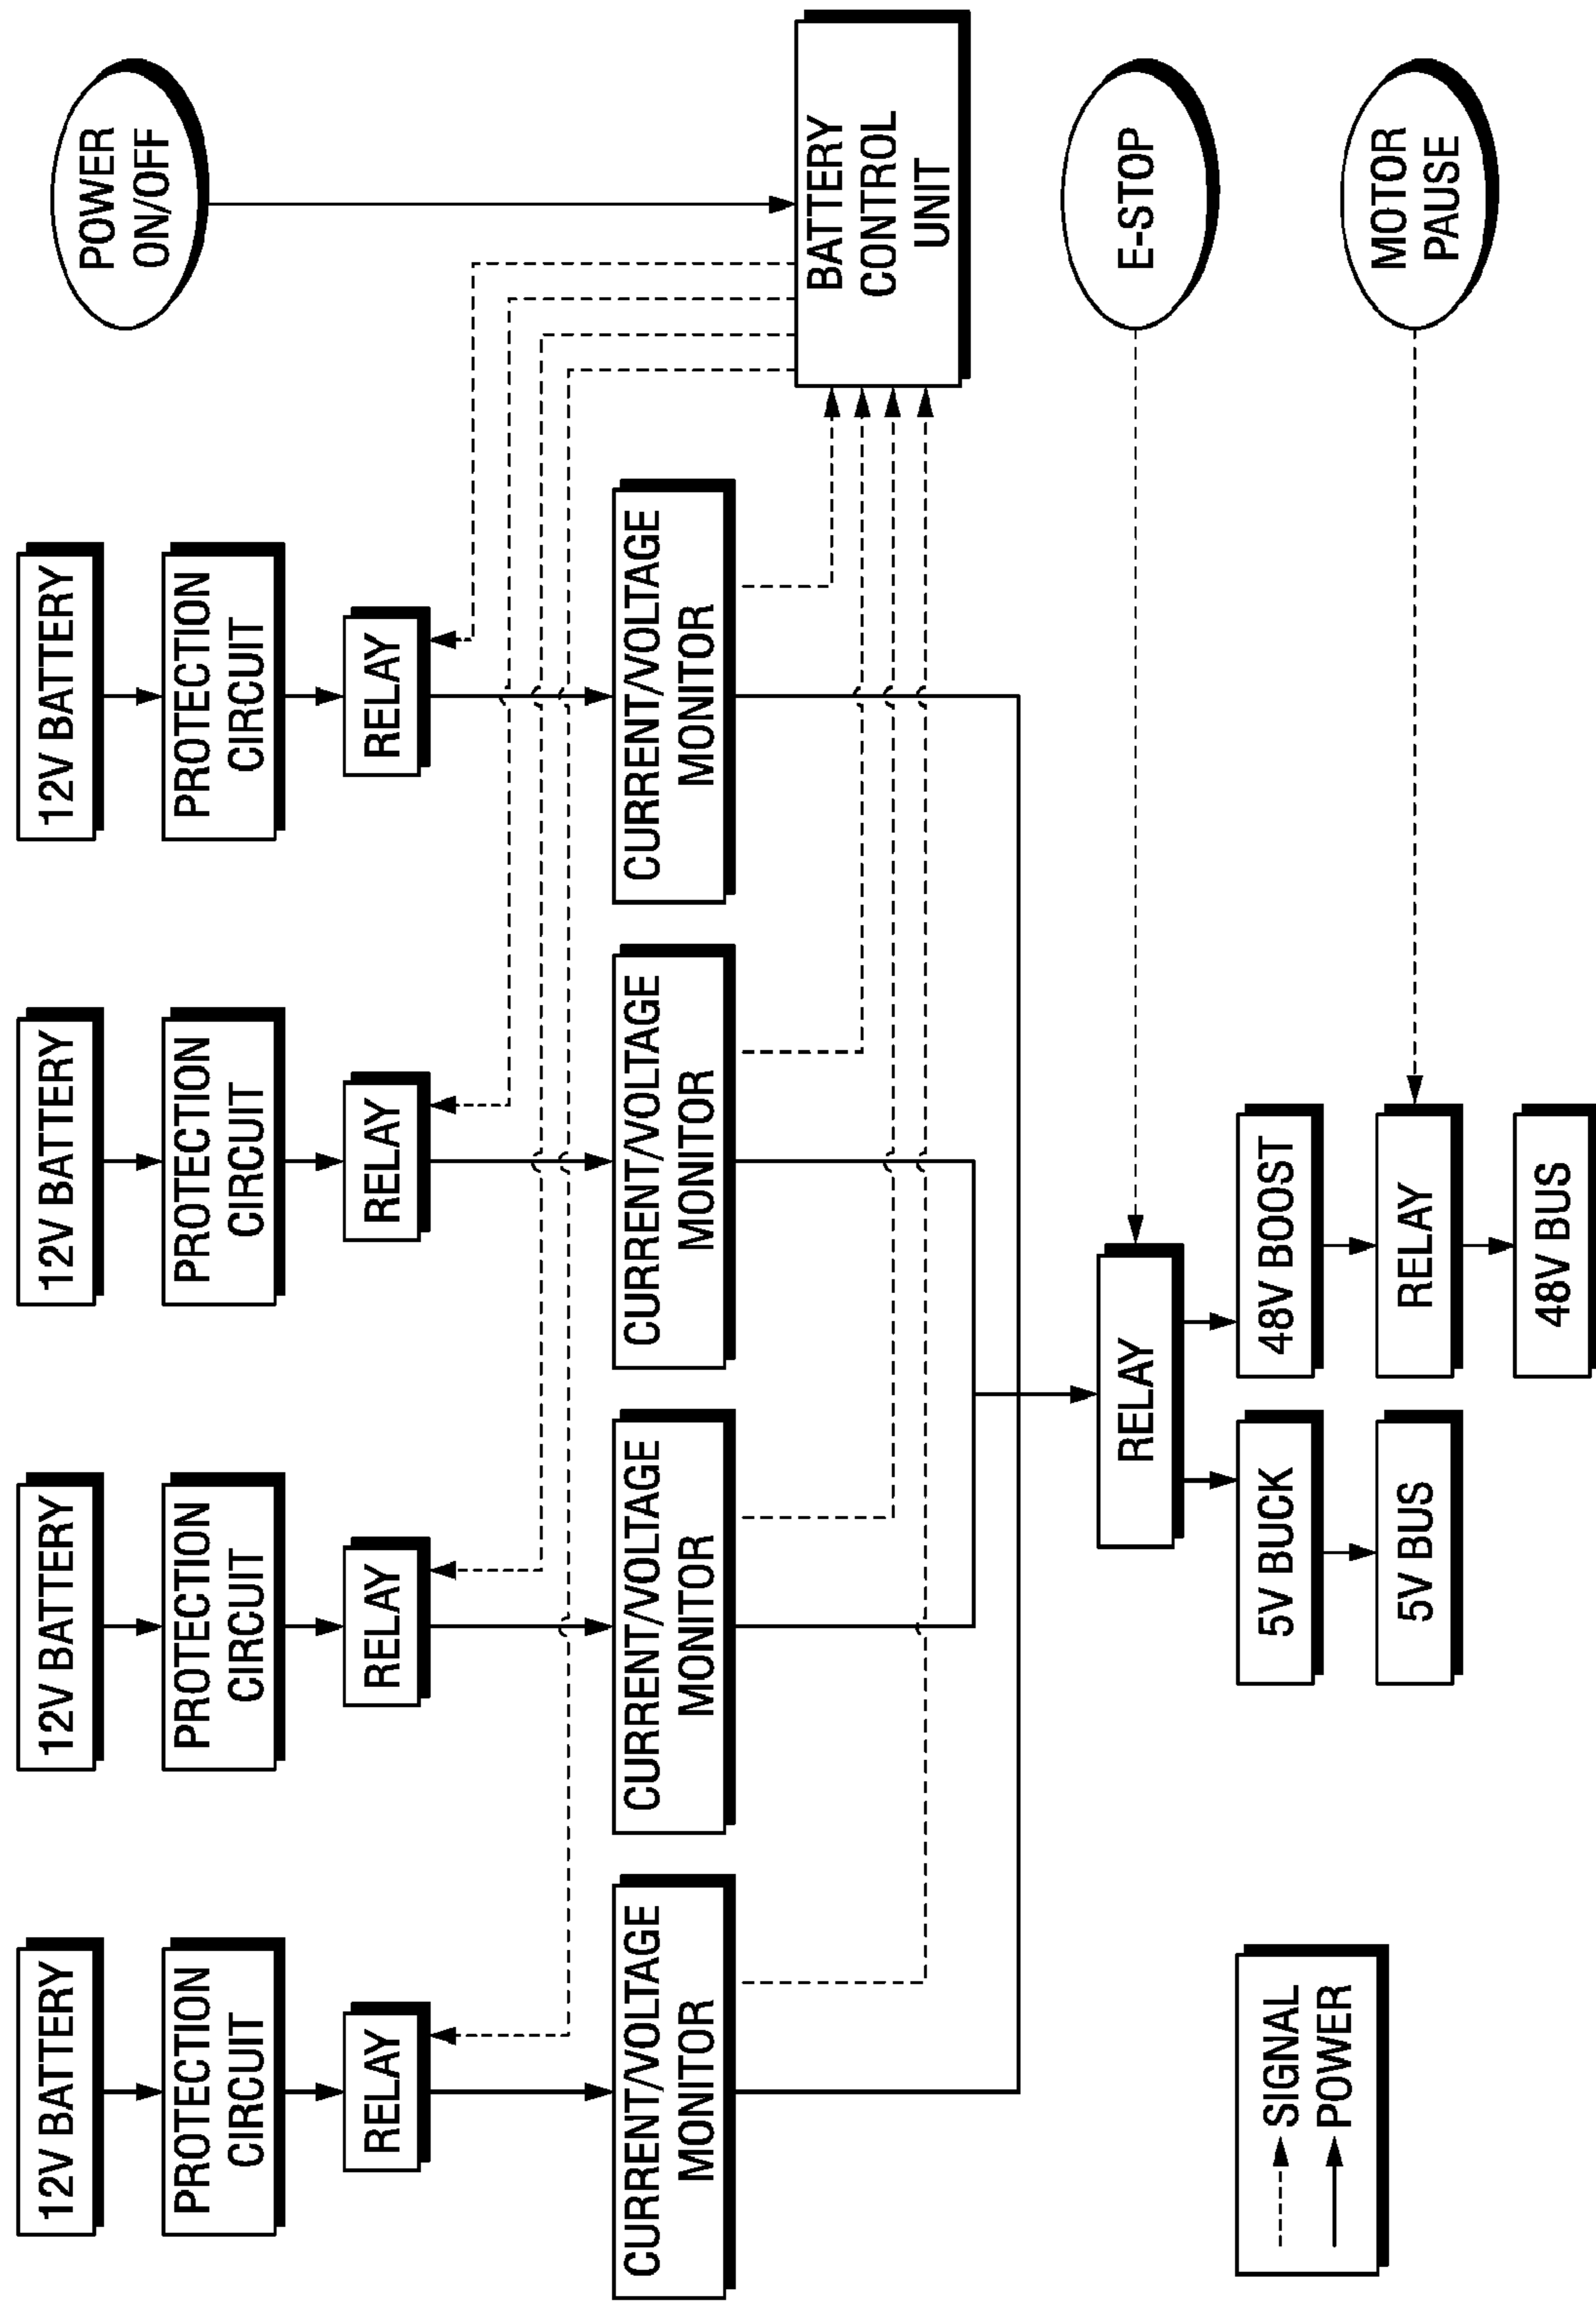 12V BATTERY
12V BATTERY
12V BATTERY
12V BATTERY
POWER
ON/OFF
PROTECTION
CIRCUIT
PROTECTION
CIRCUIT
PROTECTION
CIRCUIT
PROTECTION
CIRCUIT
RELAY
RELAY
RELAY
RELAY
CURRENT/VOLTAGE
MONITOR
CURRENT/VOLTAGE
MONITOR
CURRENT/VOLTAGE
MONITOR
CURRENT/VOLTAGE
MONITOR
BATTERY
CONTROL
UNIT
RELAY
E-STOP
5V BUCK
48V BOOST
5V BUS
RELAY
MOTOR
PAUSE
48V BUS
SIGNAL
POWER